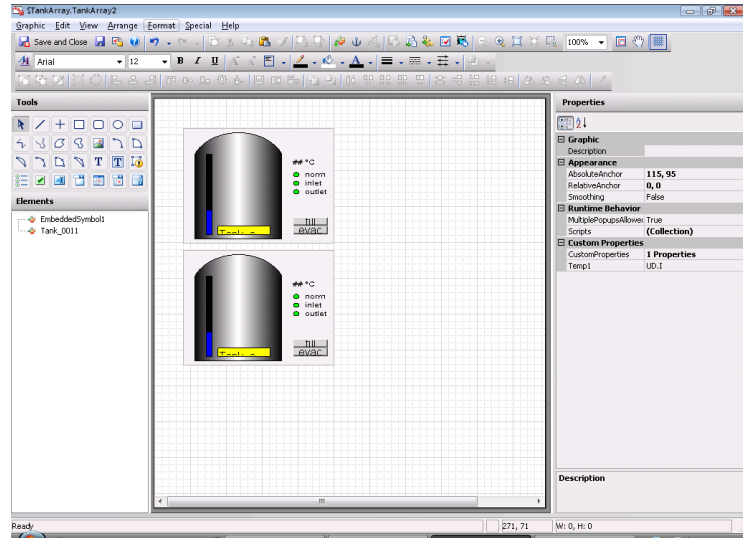 $TankArray.TankArray2
Graphic Edit View Arrange Format Special Help
Save and Close 100%
Arial 12 B I U A
Tools
T T
Elements
EmbeddedSymbol1
Tank_0011
## °C
norm
inlet
outlet
fill
evac
## °C
norm
inlet
outlet
fill
evac
Properties
Graphic
Description
Appearance
AbsoluteAnchor 115, 95
RelativeAnchor 0, 0
Smoothing False
Runtime Behavior
MultiplePopupsAllowe True
Scripts (Collection)
Custom Properties
CustomProperties 1 Properties
Temp1 UD.I
Description
Ready 271, 71 W: 0, H: 0